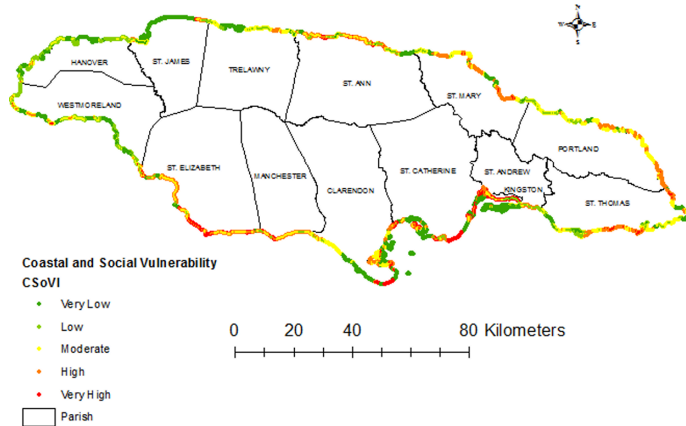 N
W E
S
HANOVER
ST. JAMES
TRELAWNY
ST. ANN
ST. MARY
WESTMORELAND
PORTLAND
ST. ELIZABETH
MANCHESTER
CLARENDON
ST. CATHERINE
ST. ANDREW
KINGSTON
ST. THOMAS
Coastal and Social Vulnerability
CSoVI
Very Low
Low
Moderate
High
Very High
Parish
0 20 40 80 Kilometers